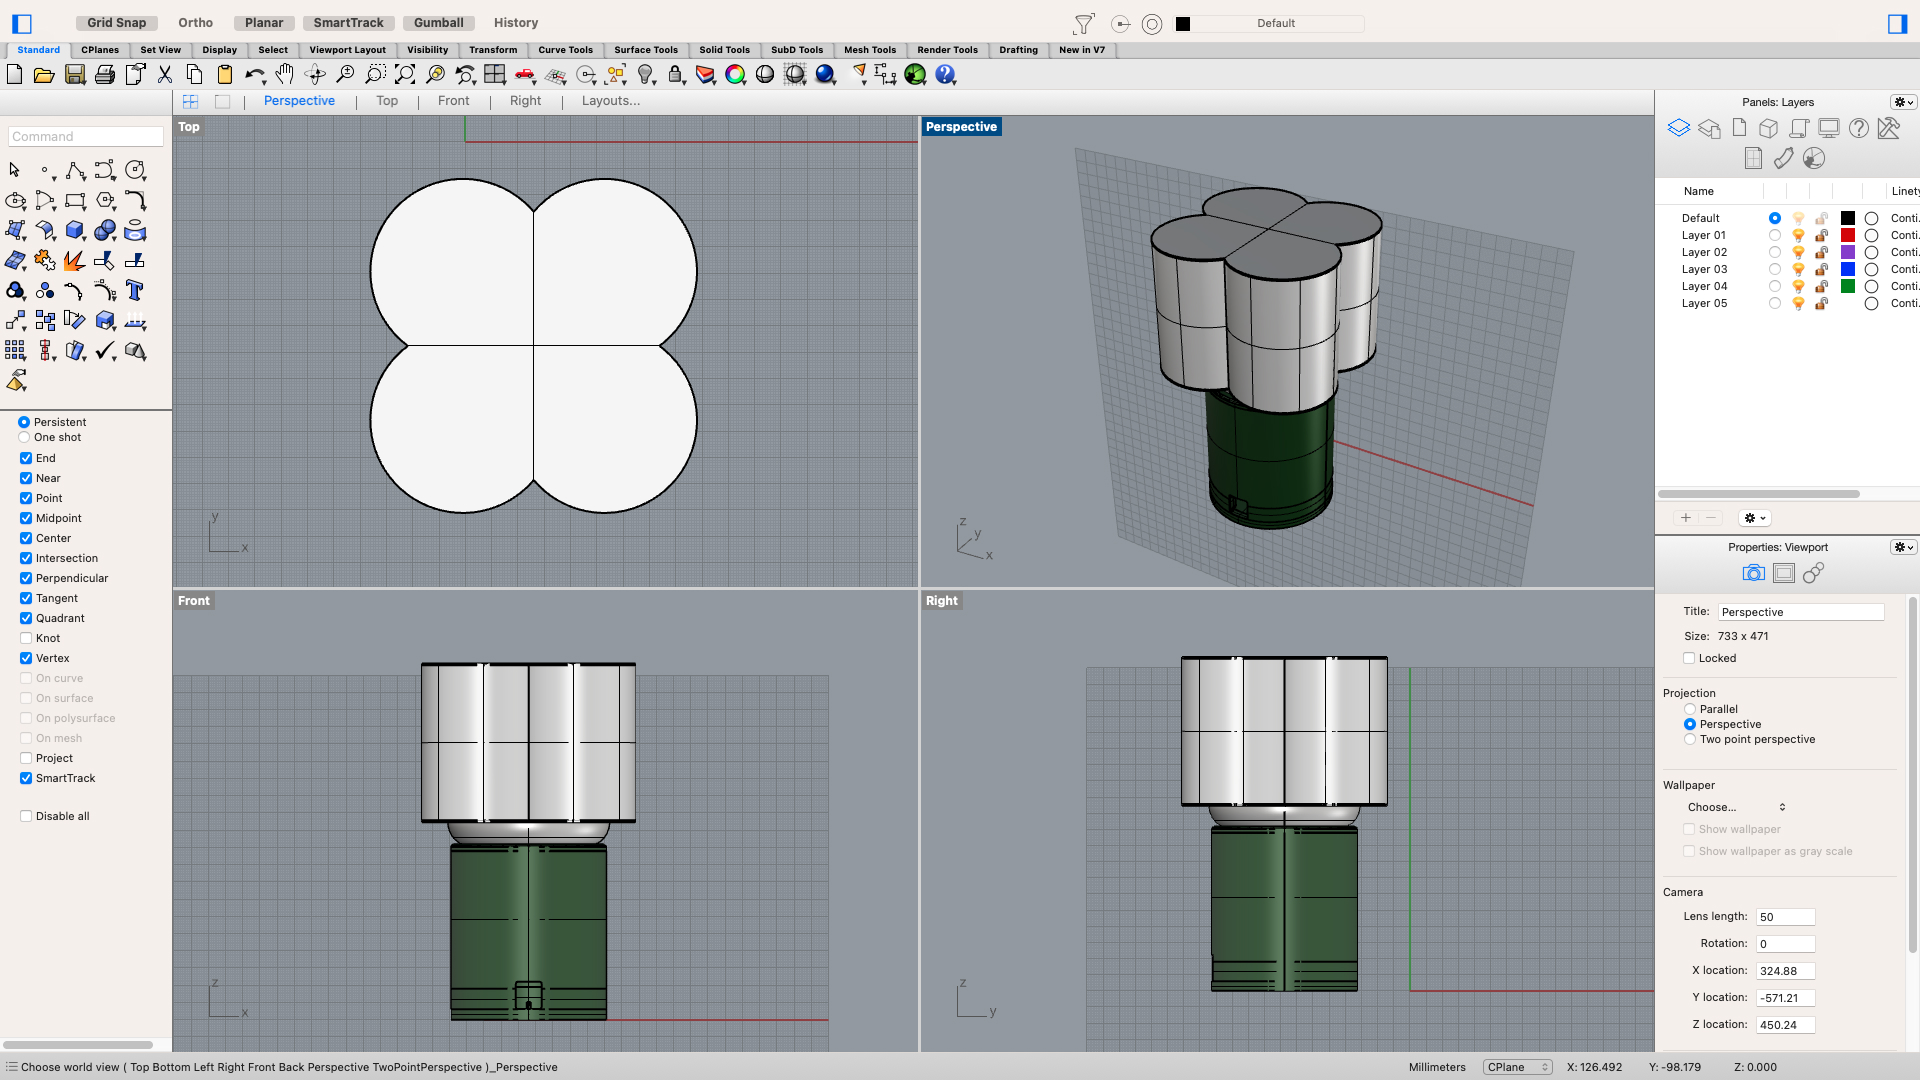 Grid Snap Ortho Planar SmartTrack Gumball History Default
Standard CPlanes Set View Display Select Viewport Layout Visibility Transform Curve Tools Surface Tools Solid Tools SubD Tools Mesh Tools Render Tools Drafting New in V7
Perspective Top Front Right Layouts...
Panels: Layers
Command
Top
Perspective
Name Linety
Default Conti...
Layer 01 Conti...
Layer 02 Conti...
Layer 03 Conti...
Layer 04 Conti...
Layer 05 Conti...
Persistent
One shot
End
Near
Point
Midpoint
Center
Intersection
Perpendicular
Tangent
Quadrant
Knot
Vertex
On curve
On surface
On polysurface
On mesh
Project
SmartTrack
Disable all
y
x
z
y
x
Front
Right
z
x
z
y
Properties: Viewport
Title: Perspective
Size: 733 x 471
Locked
Projection
Parallel
Perspective
Two point perspective
Wallpaper
Choose...
Show wallpaper
Show wallpaper as gray scale
Camera
Lens length: 50
Rotation: 0
X location: 324.88
Y location: -571.21
Z location: 450.24
Choose world view ( Top Bottom Left Right Front Back Perspective TwoPointPerspective )_Perspective
Millimeters CPlane X: 126.492 Y: -98.179 Z: 0.000